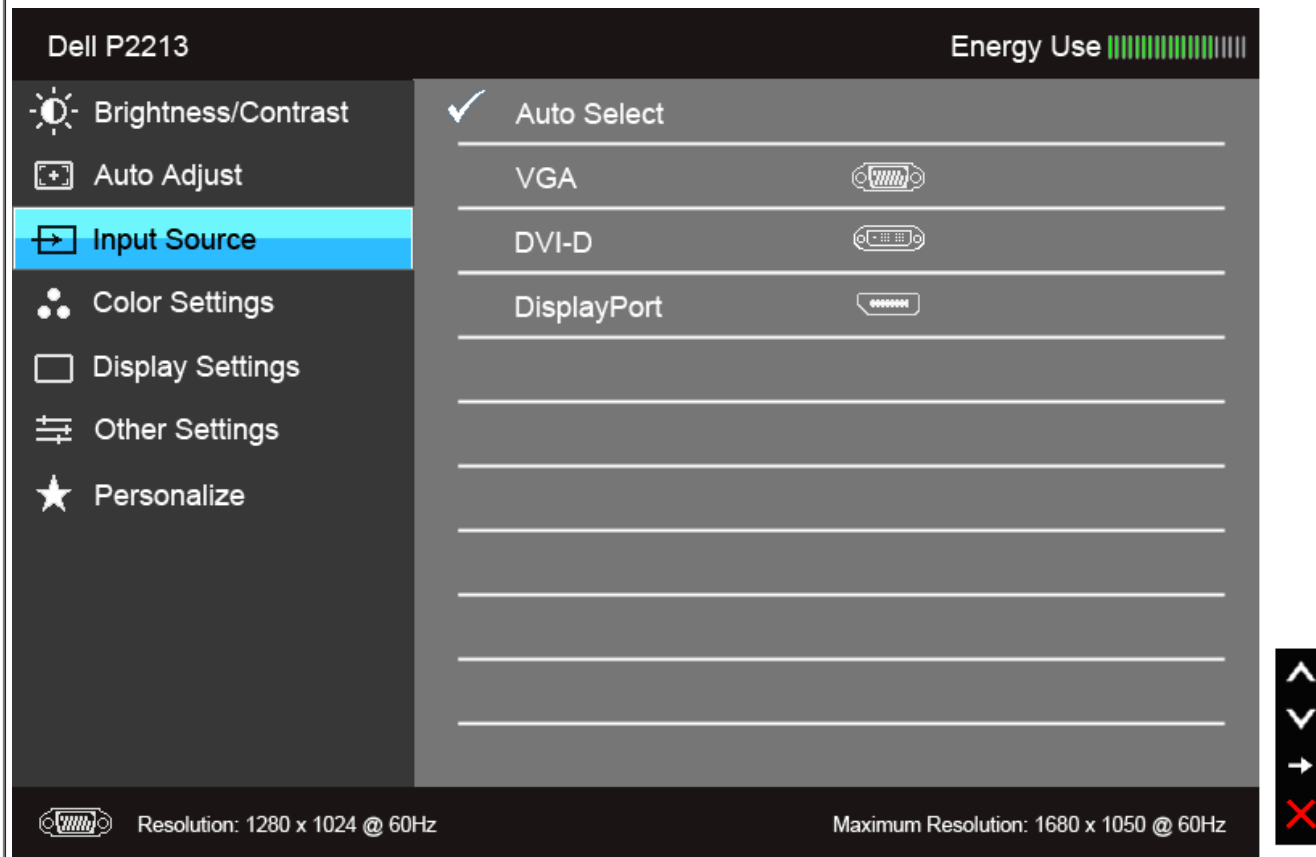 Dell P2213
Energy Use
Brightness/Contrast
Auto Adjust
Input Source
Color Settings
Display Settings
Other Settings
Personalize
Auto Select
VGA
DVI-D
DisplayPort
Resolution: 1280 x 1024 @ 60Hz
Maximum Resolution: 1680 x 1050 @ 60Hz